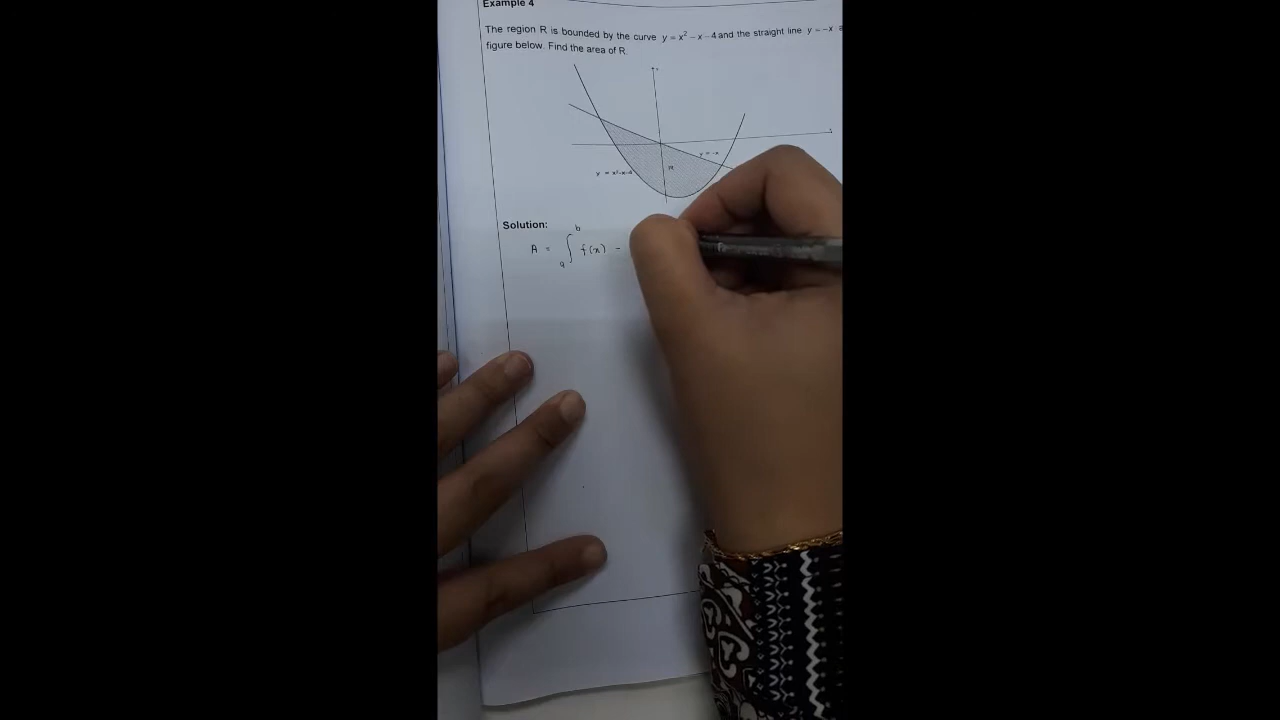 Example 4
The region R is bounded by the curve y = x² − x − 4 and the straight line y = −x
figure below. Find the area of R.
y = −x
R
y = x²-x-4
Solution:
A = ∫ₐᵇ f(x) −